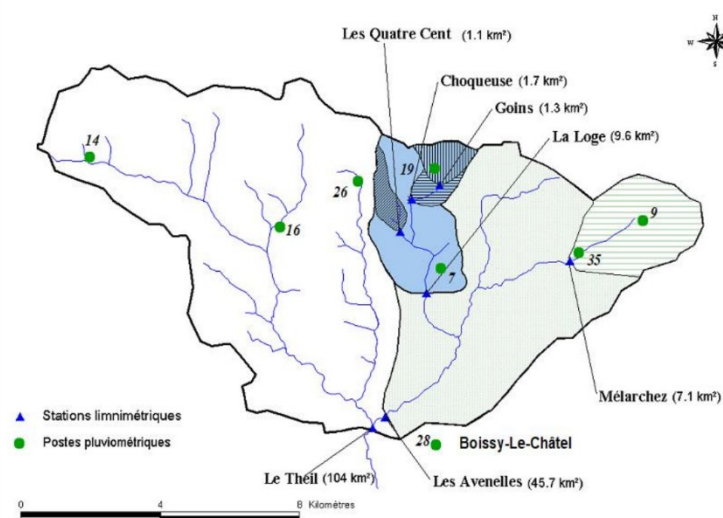 Les Quatre Cent (1.1 km²)
N
W E
S
Choqueuse (1.7 km²)
Goins (1.3 km²)
La Loge (9.6 km²)
14
19
26
9
16
35
7
Mélarchez (7.1 km²)
Stations limnimétriques
Postes pluviométriques
28 Boissy-Le-Châtel
Le Theil (104 km²)
Les Avenelles (45.7 km²)
0 4 8 Kilomètres